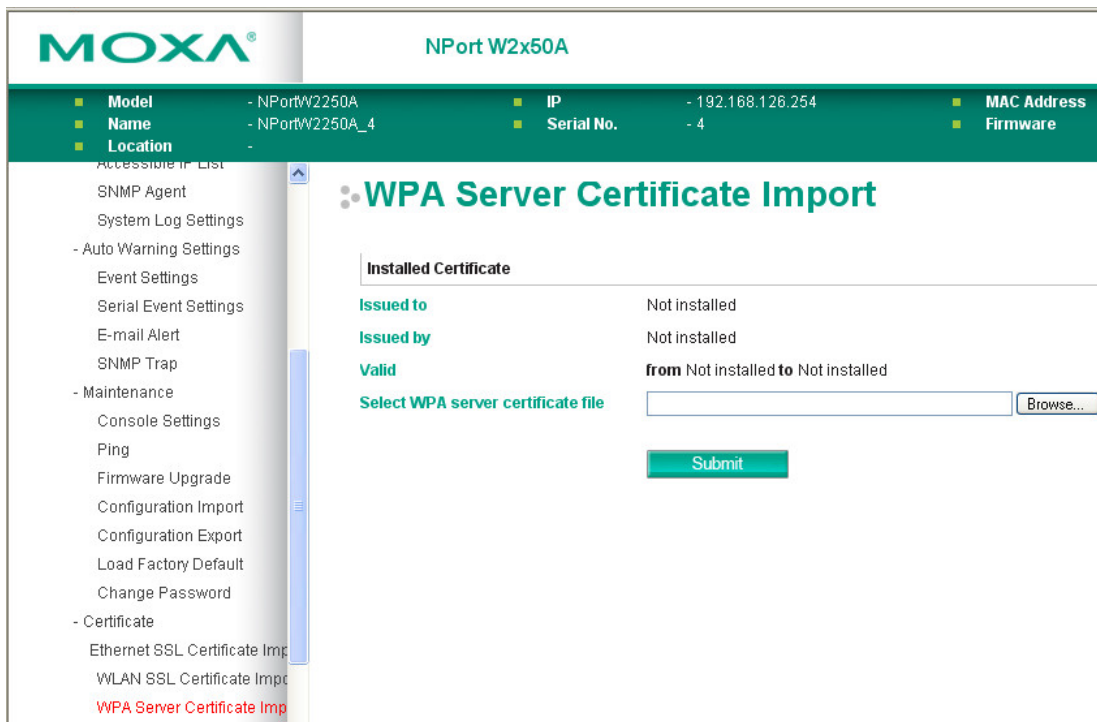 MOXA®
NPort W2x50A
Model - NPortW2250A IP - 192.168.126.254 MAC Address
Name - NPortW2250A_4 Serial No. - 4 Firmware
Location -
Accessible IP List
SNMP Agent
System Log Settings
- Auto Warning Settings
Event Settings
Serial Event Settings
E-mail Alert
SNMP Trap
- Maintenance
Console Settings
Ping
Firmware Upgrade
Configuration Import
Configuration Export
Load Factory Default
Change Password
- Certificate
Ethernet SSL Certificate Imp
WLAN SSL Certificate Impo
WPA Server Certificate Imp
WPA Server Certificate Import
Installed Certificate
Issued to Not installed
Issued by Not installed
Valid from Not installed to Not installed
Select WPA server certificate file Browse...
Submit